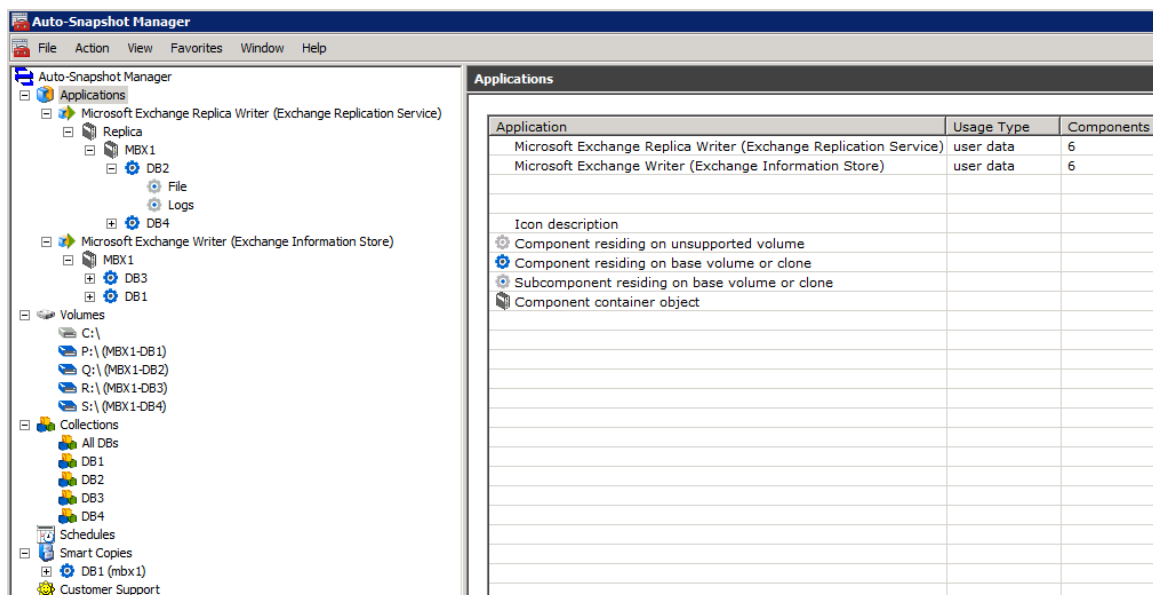 Auto-Snapshot Manager
File Action View Favorites Window Help
Auto-Snapshot Manager
Applications
Microsoft Exchange Replica Writer (Exchange Replication Service)
Replica
MBX1
DB2
File
Logs
DB4
Microsoft Exchange Writer (Exchange Information Store)
MBX1
DB3
DB1
Volumes
C:\
P:\ (MBX1-DB1)
Q:\ (MBX1-DB2)
R:\ (MBX1-DB3)
S:\ (MBX1-DB4)
Collections
All DBs
DB1
DB2
DB3
DB4
Schedules
Smart Copies
DB1 (mbx1)
Customer Support
Applications
Application Usage Type Components
Microsoft Exchange Replica Writer (Exchange Replication Service) user data 6
Microsoft Exchange Writer (Exchange Information Store) user data 6
Icon description
Component residing on unsupported volume
Component residing on base volume or clone
Subcomponent residing on base volume or clone
Component container object